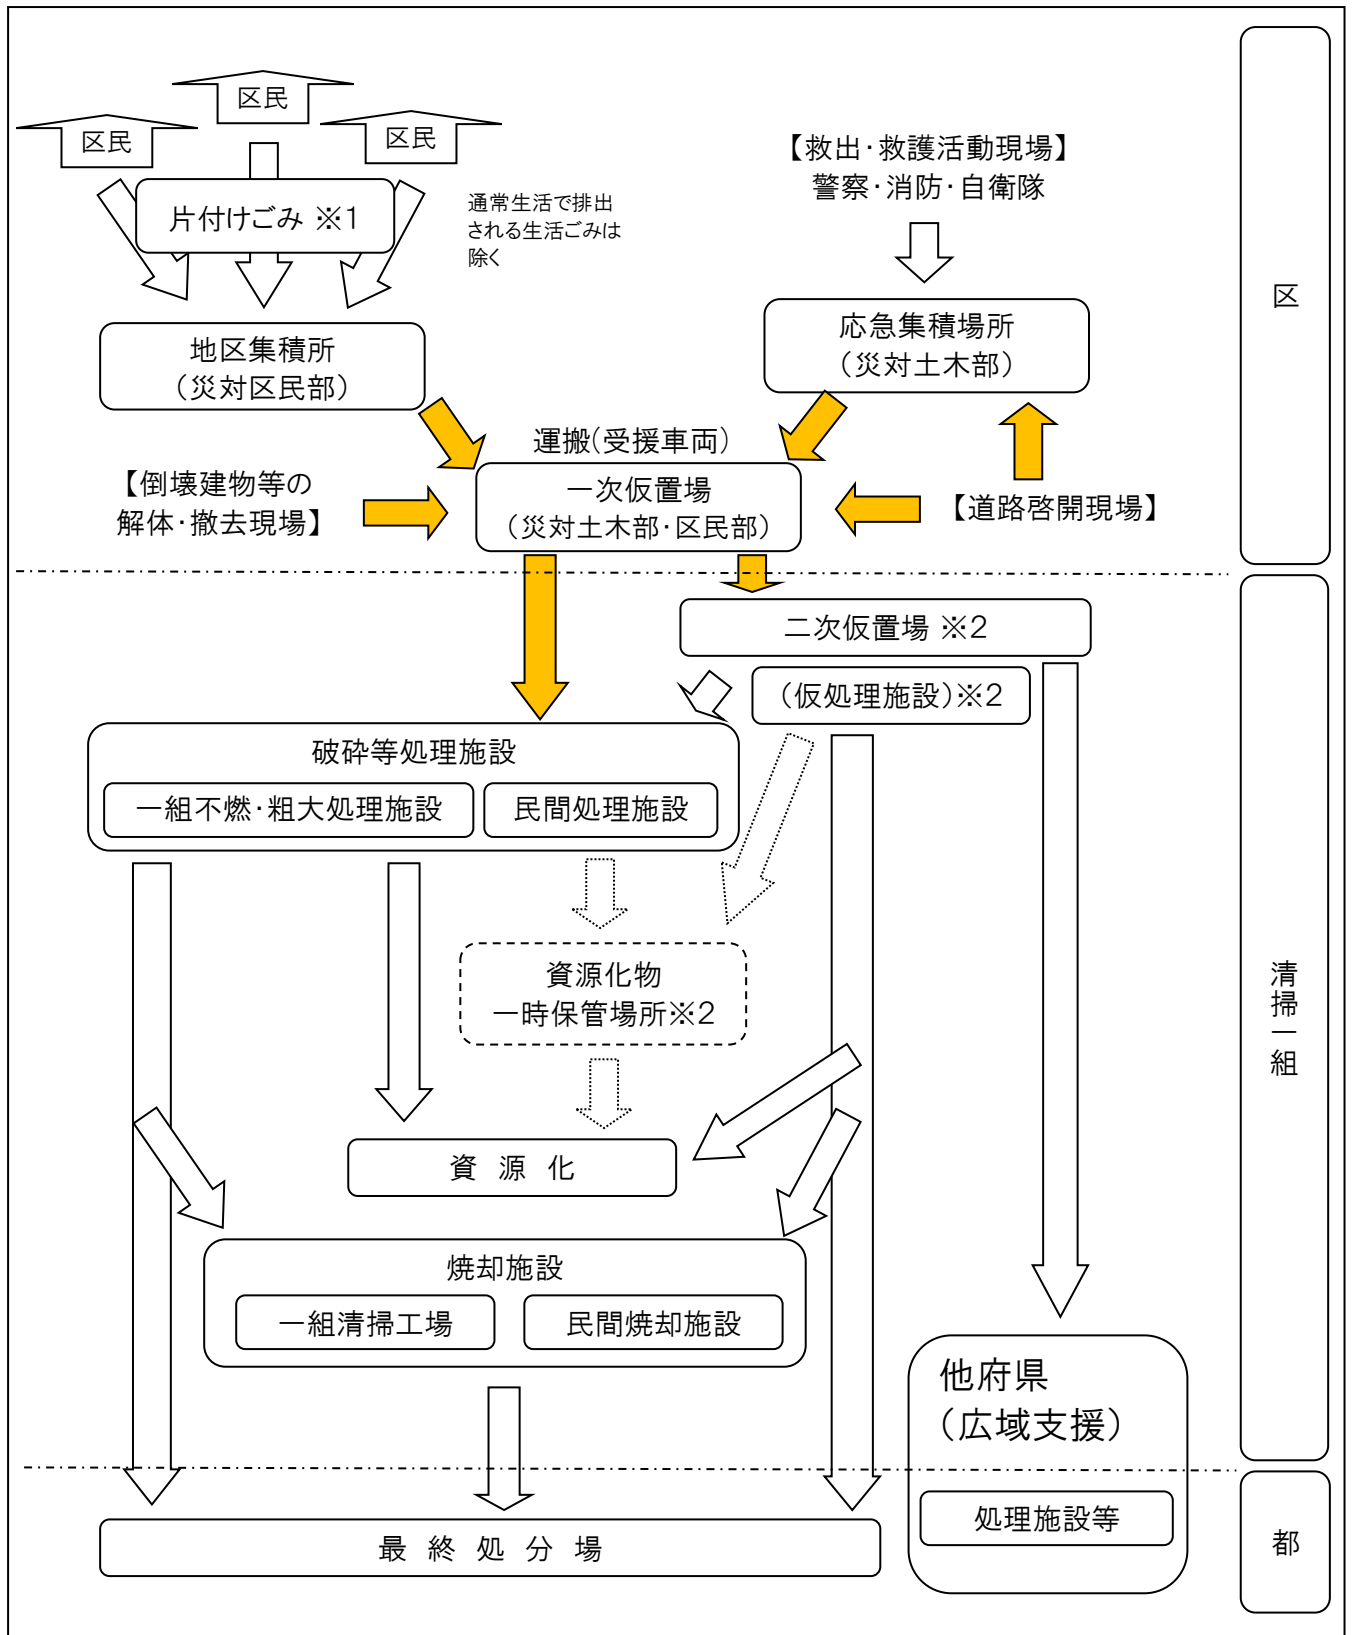 区民
区民
区民
片付けごみ ※1
通常生活で排出
される生活ごみは
除く
【救出・救護活動現場】
警察・消防・自衛隊
地区集積所
（災対区民部）
応急集積場所
（災対土木部）
区
運搬（受援車両）
【倒壊建物等の
解体・撤去現場】
一次仮置場
（災対土木部・区民部）
【道路啓開現場】
二次仮置場 ※2
（仮処理施設）※2
破砕等処理施設
一組不燃・粗大処理施設
民間処理施設
資源化物
一時保管場所※2
清掃一組
資 源 化
焼却施設
一組清掃工場
民間焼却施設
他府県
（広域支援）
処理施設等
最 終 処 分 場
都